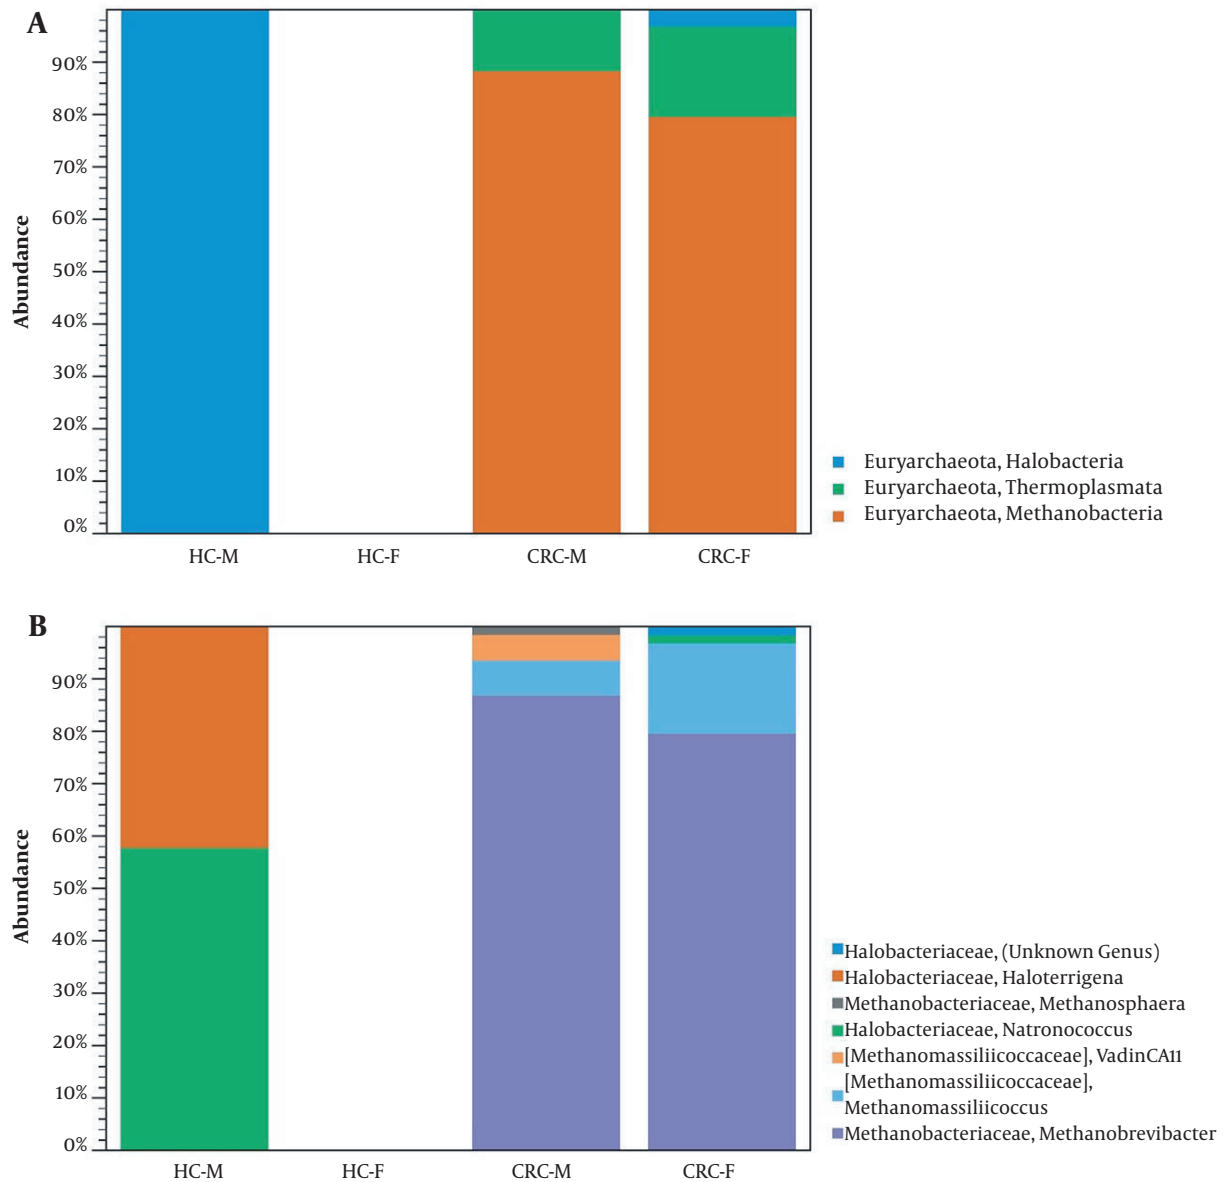 A
90%
80%
70%
60%
50%
40%
30%
20%
10%
0%
Abundance
HC-M
HC-F
CRC-M
CRC-F
Euryarchaeota, Halobacteria
Euryarchaeota, Thermoplasmata
Euryarchaeota, Methanobacteria
B
90%
80%
70%
60%
50%
40%
30%
20%
10%
0%
Abundance
HC-M
HC-F
CRC-M
CRC-F
Halobacteriaceae, (Unknown Genus)
Halobacteriaceae, Haloterrigena
Methanobacteriaceae, Methanosphaera
Halobacteriaceae, Natronococcus
[Methanomassiliicoccaceae], VadinCA11
[Methanomassiliicoccaceae],
Methanomassiliicoccus
Methanobacteriaceae, Methanobrevibacter